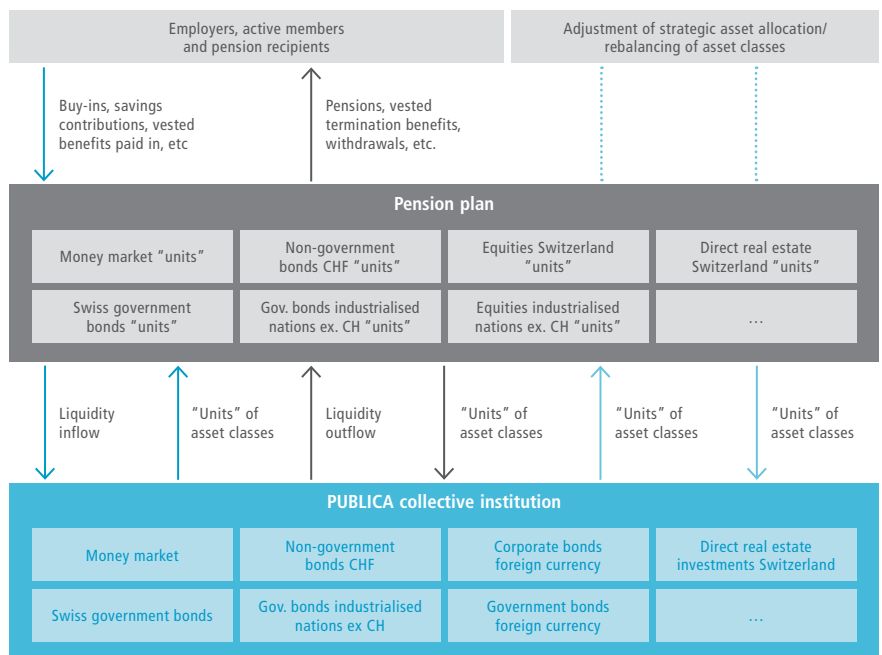 Employers, active members
and pension recipients
Adjustment of strategic asset allocation/
rebalancing of asset classes
Buy-ins, savings
contributions, vested
benefits paid in, etc
Pensions, vested
termination benefits,
withdrawals, etc.
Pension plan
Money market “units”
Non-government
bonds CHF “units”
Equities Switzerland
“units”
Direct real estate
Switzerland “units”
Swiss government
bonds “units”
Gov. bonds industrialised
nations ex. CH “units”
Equities industrialised
nations ex. CH “units”
...
Liquidity
inflow
“Units” of
asset classes
Liquidity
outflow
“Units” of
asset classes
“Units” of
asset classes
“Units” of
asset classes
PUBLICA collective institution
Money market
Non-government
bonds CHF
Corporate bonds
foreign currency
Direct real estate
investments Switzerland
Swiss government bonds
Gov. bonds industrialised
nations ex CH
Government bonds
foreign currency
...